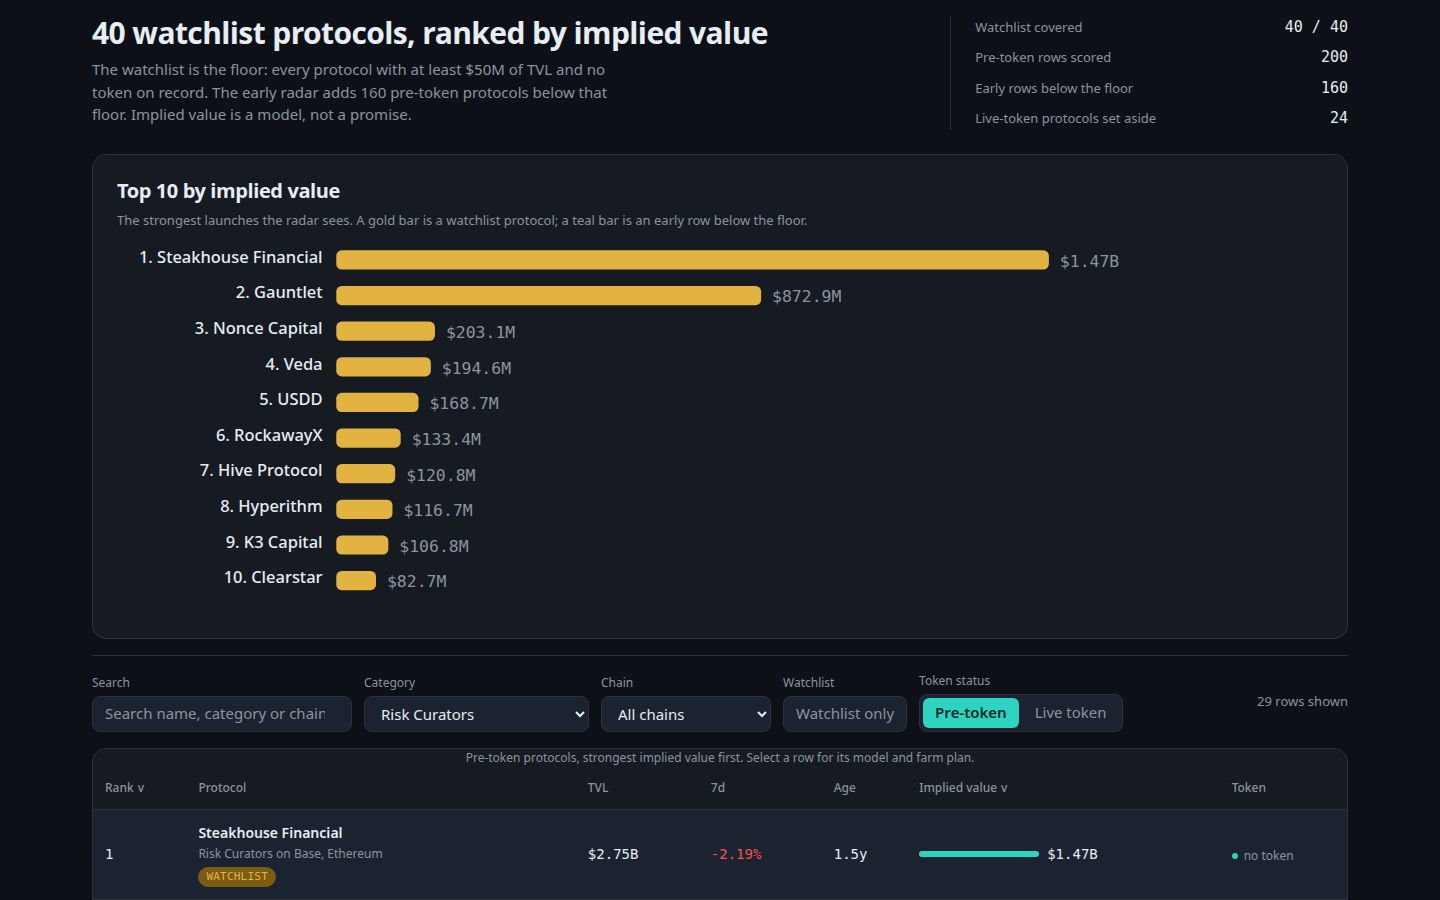 40 watchlist protocols, ranked by implied value
The watchlist is the floor: every protocol with at least $50M of TVL and no
token on record. The early radar adds 160 pre-token protocols below that
floor. Implied value is a model, not a promise.
Watchlist covered 40 / 40
Pre-token rows scored 200
Early rows below the floor 160
Live-token protocols set aside 24
Top 10 by implied value
The strongest launches the radar sees. A gold bar is a watchlist protocol; a teal bar is an early row below the floor.
1. Steakhouse Financial $1.47B
2. Gauntlet $872.9M
3. Nonce Capital $203.1M
4. Veda $194.6M
5. USDD $168.7M
6. RockawayX $133.4M
7. Hive Protocol $120.8M
8. Hyperithm $116.7M
9. K3 Capital $106.8M
10. Clearstar $82.7M
Search Category Chain Watchlist Token status
Search name, category or chain Risk Curators All chains Watchlist only Pre-token Live token 29 rows shown
Pre-token protocols, strongest implied value first. Select a row for its model and farm plan.
Rank v Protocol TVL 7d Age Implied value v Token
Steakhouse Financial
1 Risk Curators on Base, Ethereum $2.75B -2.19% 1.5y $1.47B no token
WATCHLIST